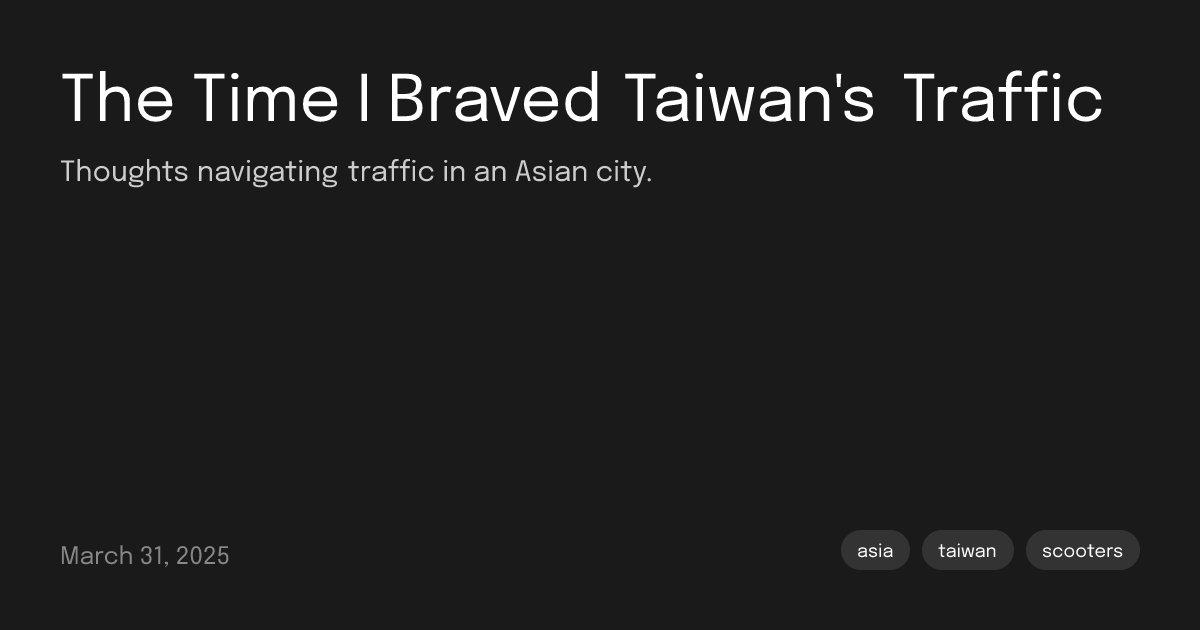 The Time I Braved Taiwan's Traffic
Thoughts navigating traffic in an Asian city.
March 31, 2025
asia
taiwan
scooters